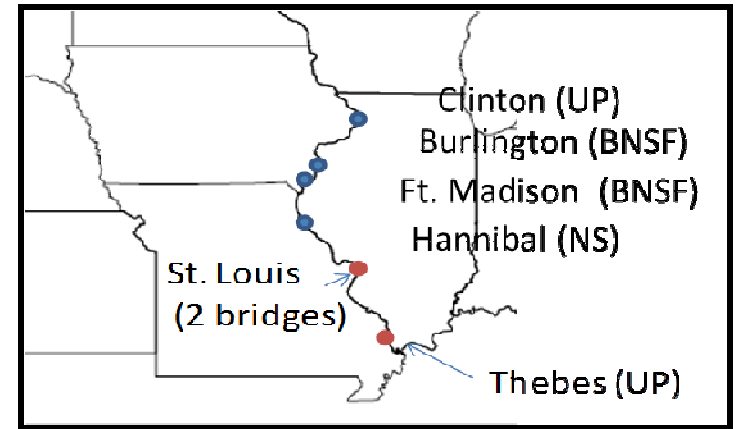 Clinton (UP)
Burlington (BNSF)
Ft. Madison (BNSF)
Hannibal (NS)
St. Louis
(2 bridges)
Thebes (UP)